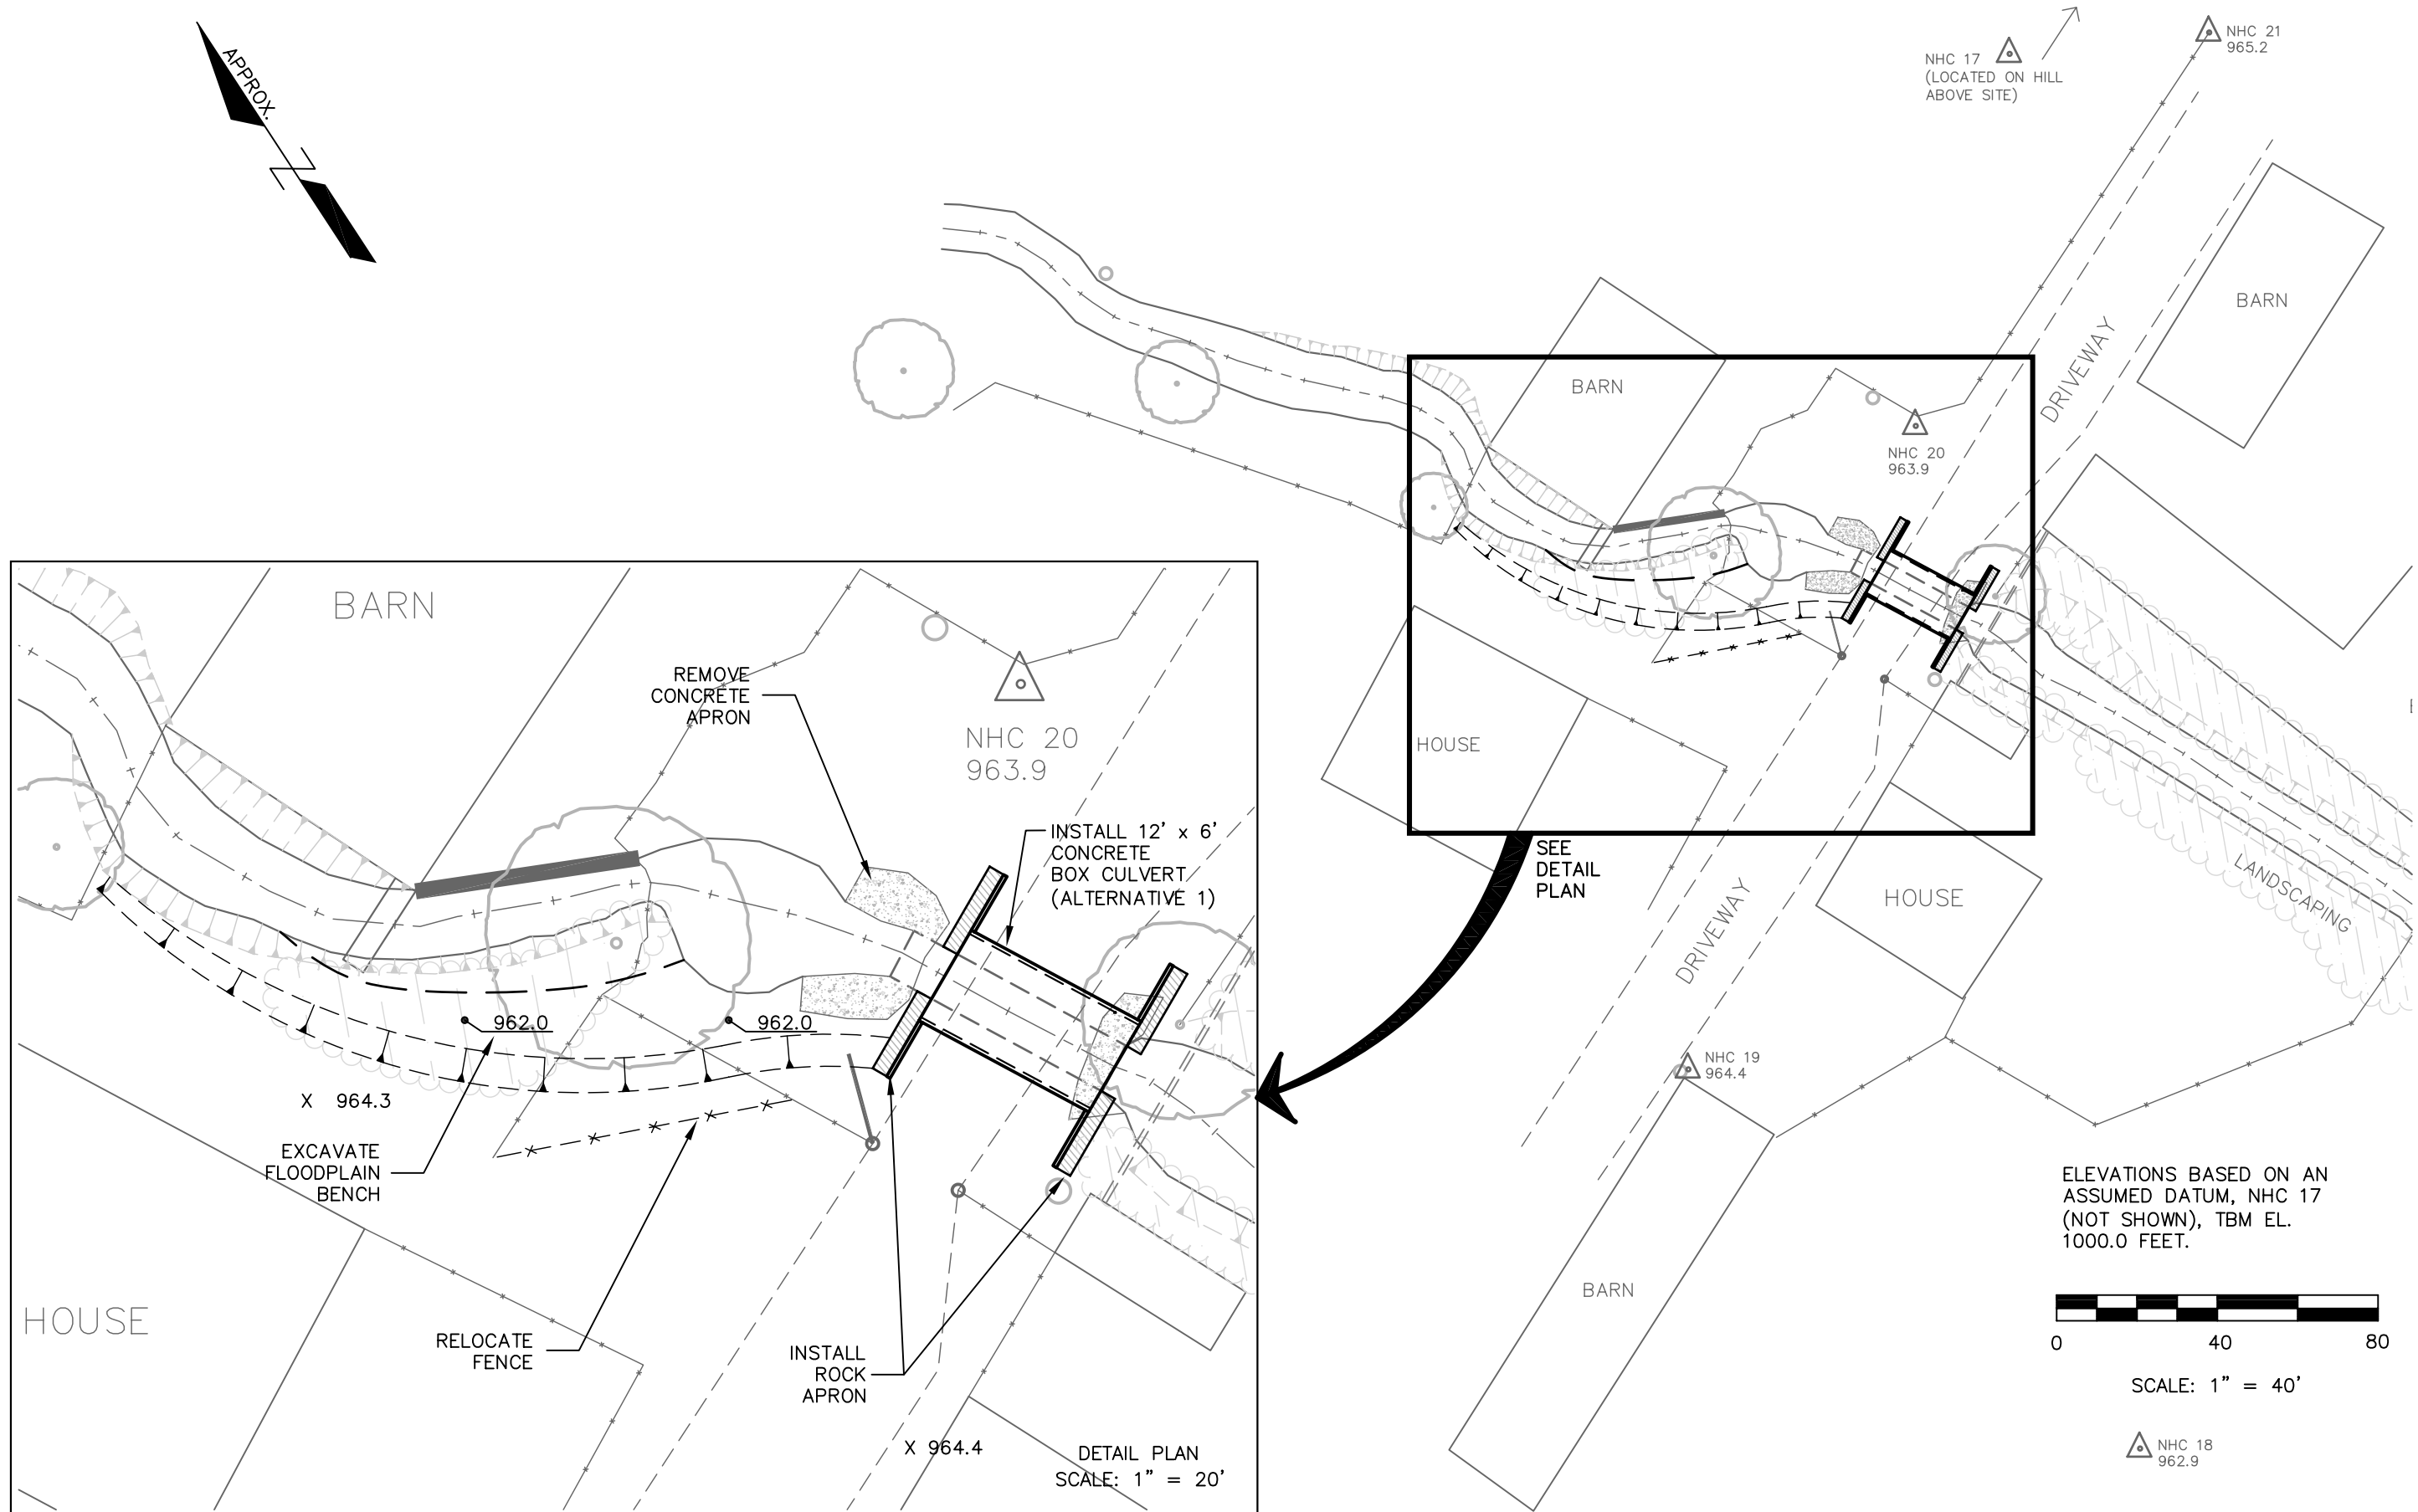 APPROX.
NHC 17
(LOCATED ON HILL
ABOVE SITE)
NHC 21
965.2
BARN
DRIVEWAY
BARN
NHC 20
963.9
HOUSE
SEE
DETAIL
PLAN
HOUSE
LANDSCAPING
DRIVEWAY
NHC 19
964.4
BARN
ELEVATIONS BASED ON AN
ASSUMED DATUM, NHC 17
(NOT SHOWN), TBM EL.
1000.0 FEET.
0 40 80
SCALE: 1" = 40'
NHC 18
962.9
BARN
REMOVE
CONCRETE
APRON
NHC 20
963.9
INSTALL 12' x 6'
CONCRETE
BOX CULVERT
(ALTERNATIVE 1)
962.0
962.0
X 964.3
EXCAVATE
FLOODPLAIN
BENCH
HOUSE
RELOCATE
FENCE
INSTALL
ROCK
APRON
X 964.4
DETAIL PLAN
SCALE: 1" = 20'